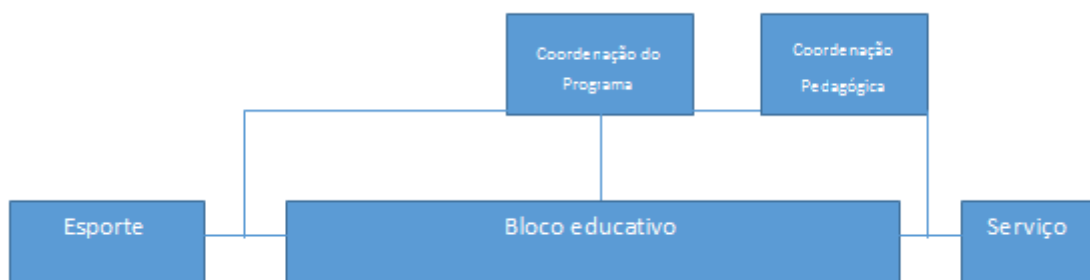 Coordenação do
Programa
Coordenação
Pedagógica
Esporte
Bloco educativo
Serviço